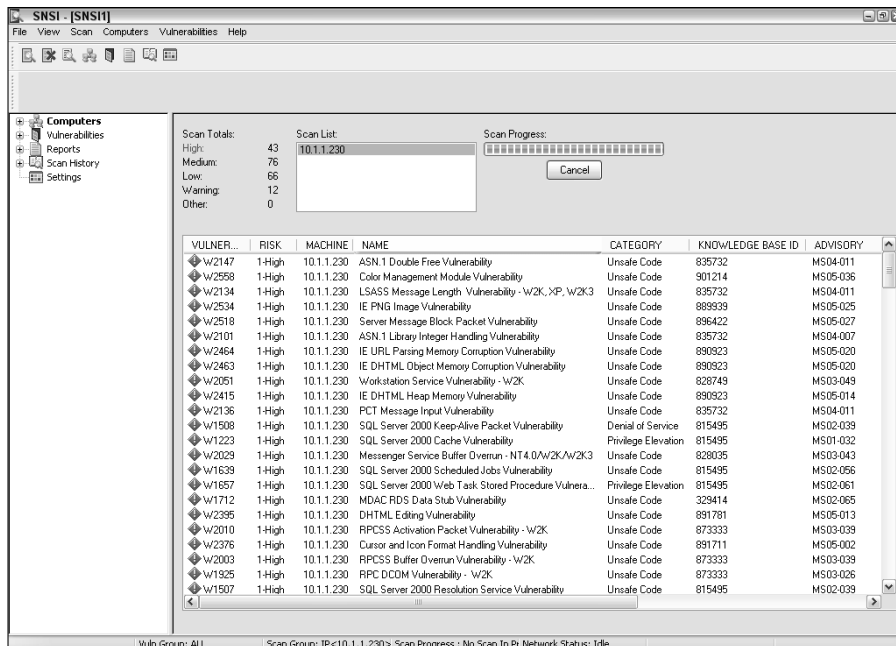 SNSI - [SNSI1]
File View Scan Computers Vulnerabilities Help
Computers
Vulnerabilities
Reports
Scan History
Settings
Scan Totals:
High: 43
Medium: 76
Low: 66
Warning: 12
Other: 0
Scan List:
10.1.1.230
Scan Progress:
Cancel
VULNER... RISK MACHINE NAME CATEGORY KNOWLEDGE BASE ID ADVISORY
W2147 1-High 10.1.1.230 ASN.1 Double Free Vulnerability Unsafe Code 835732 MS04-011
W2558 1-High 10.1.1.230 Color Management Module Vulnerability Unsafe Code 901214 MS05-036
W2134 1-High 10.1.1.230 LSASS Message Length Vulnerability - W2K, XP, W2K3 Unsafe Code 835732 MS04-011
W2534 1-High 10.1.1.230 IE PNG Image Vulnerability Unsafe Code 889939 MS05-025
W2518 1-High 10.1.1.230 Server Message Block Packet Vulnerability Unsafe Code 896422 MS05-027
W2101 1-High 10.1.1.230 ASN.1 Library Integer Handling Vulnerability Unsafe Code 835732 MS04-007
W2464 1-High 10.1.1.230 IE URL Parsing Memory Corruption Vulnerability Unsafe Code 890923 MS05-020
W2463 1-High 10.1.1.230 IE DHTML Object Memory Corruption Vulnerability Unsafe Code 890923 MS05-020
W2051 1-High 10.1.1.230 Workstation Service Vulnerability - W2K Unsafe Code 828749 MS03-049
W2415 1-High 10.1.1.230 IE DHTML Heap Memory Vulnerability Unsafe Code 890923 MS05-014
W2136 1-High 10.1.1.230 PCT Message Input Vulnerability Unsafe Code 835732 MS04-011
W1508 1-High 10.1.1.230 SQL Server 2000 Keep-Alive Packet Vulnerability Denial of Service 815495 MS02-039
W1223 1-High 10.1.1.230 SQL Server 2000 Cache Vulnerability Privilege Elevation 815495 MS01-032
W2029 1-High 10.1.1.230 Messenger Service Buffer Overrun - NT4.0/W2K/W2K3 Unsafe Code 828035 MS03-043
W1639 1-High 10.1.1.230 SQL Server 2000 Scheduled Jobs Vulnerability Unsafe Code 815495 MS02-056
W1657 1-High 10.1.1.230 SQL Server 2000 Web Task Stored Procedure Vulnera... Privilege Elevation 815495 MS02-061
W1712 1-High 10.1.1.230 MDAC RDS Data Stub Vulnerability Unsafe Code 329414 MS02-065
W2395 1-High 10.1.1.230 DHTML Editing Vulnerability Unsafe Code 891781 MS05-013
W2010 1-High 10.1.1.230 RPCSS Activation Packet Vulnerability - W2K Unsafe Code 873333 MS03-039
W2376 1-High 10.1.1.230 Cursor and Icon Format Handling Vulnerability Unsafe Code 891711 MS05-002
W2003 1-High 10.1.1.230 RPCSS Buffer Overrun Vulnerability - W2K Unsafe Code 873333 MS03-039
W1925 1-High 10.1.1.230 RPC DCOM Vulnerability - W2K Unsafe Code 873333 MS03-026
W1507 1-High 10.1.1.230 SQL Server 2000 Resolution Service Vulnerability Unsafe Code 815495 MS02-039
Vuln Group: ALL Scan Group: IP<10.1.1.230> Scan Progress : No Scan In Pr Network Status: Idle